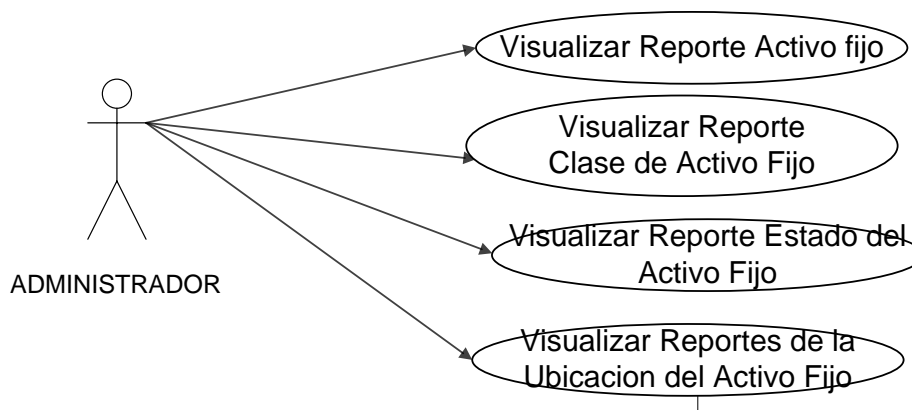 Visualizar Reporte Activo fijo
Visualizar Reporte
Clase de Activo Fijo
Visualizar Reporte Estado del
Activo Fijo
ADMINISTRADOR
Visualizar Reportes de la
Ubicacion del Activo Fijo